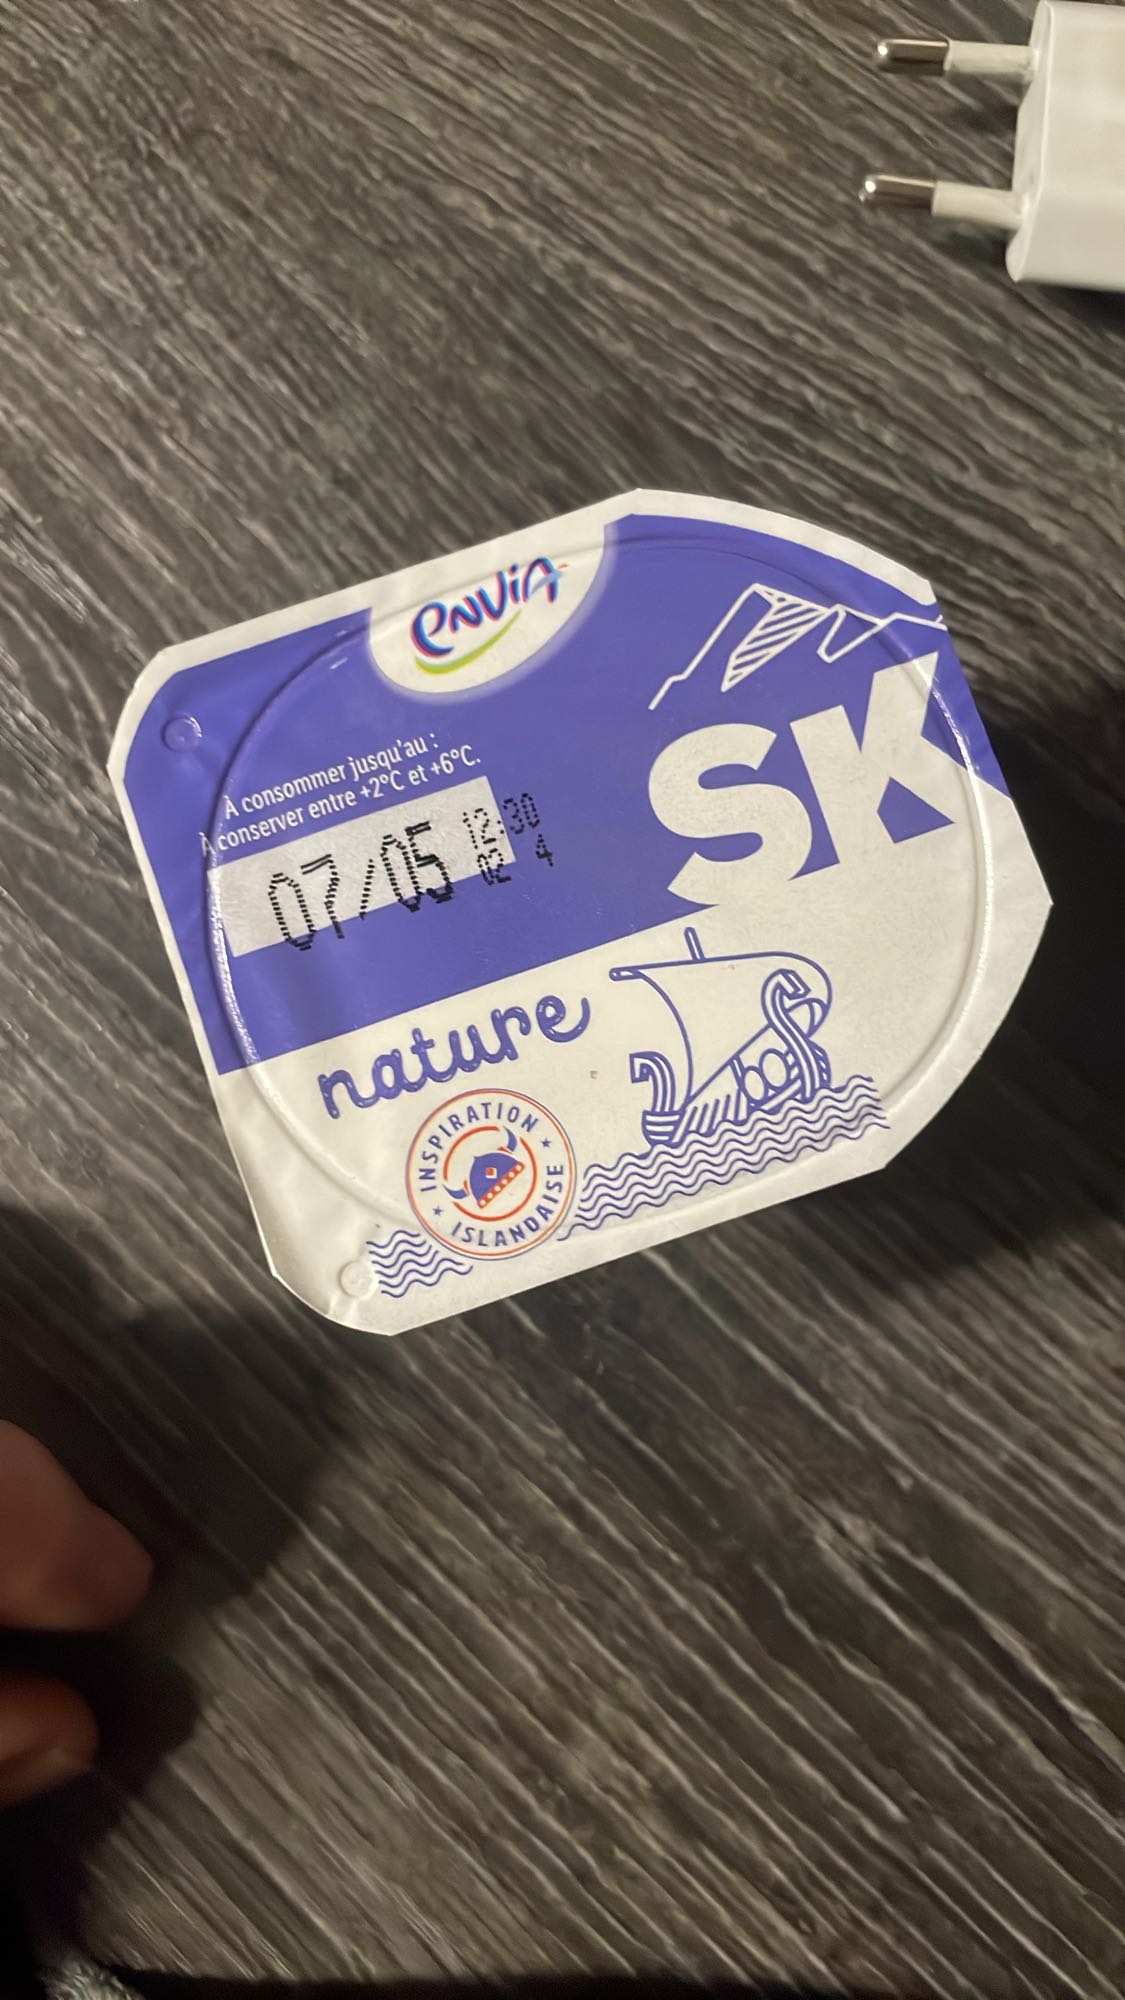 envia
À consommer jusqu'au :
À conserver entre +2°C et +6°C.
07/05 12:30
02 4
SK
nature
INSPIRATION
ISLANDAISE